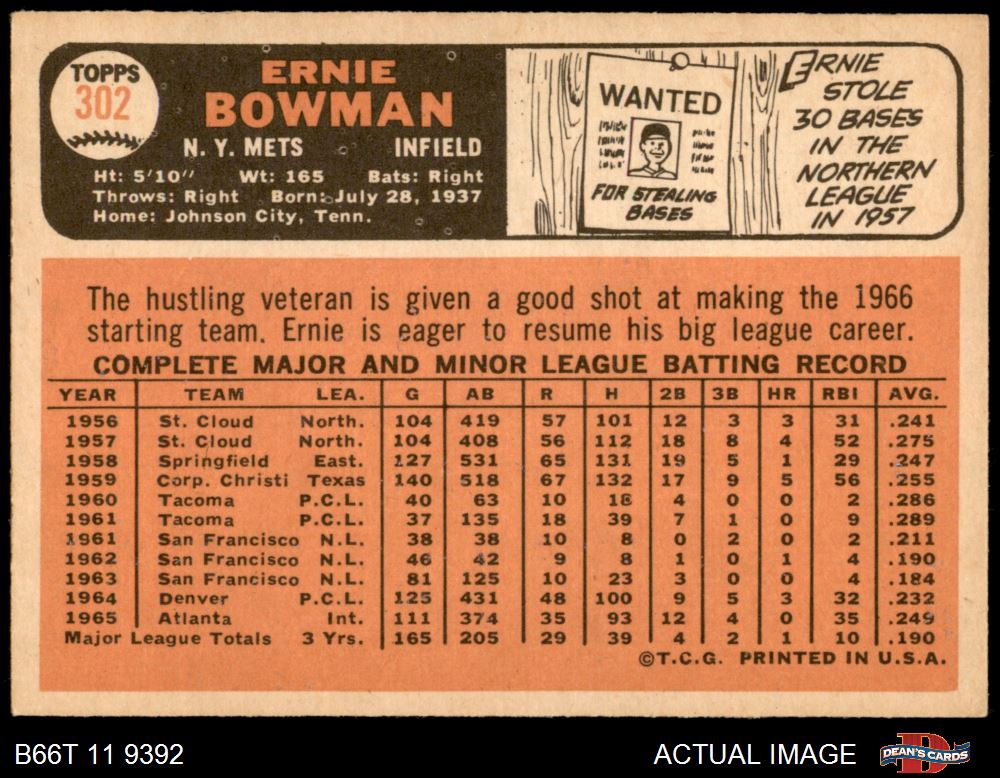 TOPPS
302
ERNIE
BOWMAN
N. Y. METS INFIELD
Ht: 5'10" Wt: 165 Bats: Right
Throws: Right Born: July 28, 1937
Home: Johnson City, Tenn.
WANTED
FOR STEALING
BASES
ERNIE
STOLE
30 BASES
IN THE
NORTHERN
LEAGUE
IN 1957
The hustling veteran is given a good shot at making the 1966
starting team. Ernie is eager to resume his big league career.
COMPLETE MAJOR AND MINOR LEAGUE BATTING RECORD
YEAR TEAM LEA. G AB R H 2B 3B HR RBI AVG.
1956 St. Cloud North. 104 419 57 101 12 3 3 31 .241
1957 St. Cloud North. 104 408 56 112 18 8 4 52 .275
1958 Springfield East. 127 531 65 131 19 5 1 29 .247
1959 Corp. Christi Texas 140 518 67 132 17 9 5 56 .255
1960 Tacoma P.C.L. 40 63 10 18 4 0 0 2 .286
1961 Tacoma P.C.L. 37 135 18 39 7 1 0 9 .289
1961 San Francisco N.L. 38 38 10 8 0 2 0 2 .211
1962 San Francisco N.L. 46 42 9 8 1 0 1 4 .190
1963 San Francisco N.L. 81 125 10 23 3 0 0 4 .184
1964 Denver P.C.L. 125 431 48 100 9 5 3 32 .232
1965 Atlanta Int. 111 374 35 93 12 4 0 35 .249
Major League Totals 3 Yrs. 165 205 29 39 4 2 1 10 .190
©T.C.G. PRINTED IN U.S.A.
B66T 11 9392 ACTUAL IMAGE
DEAN'S CARDS